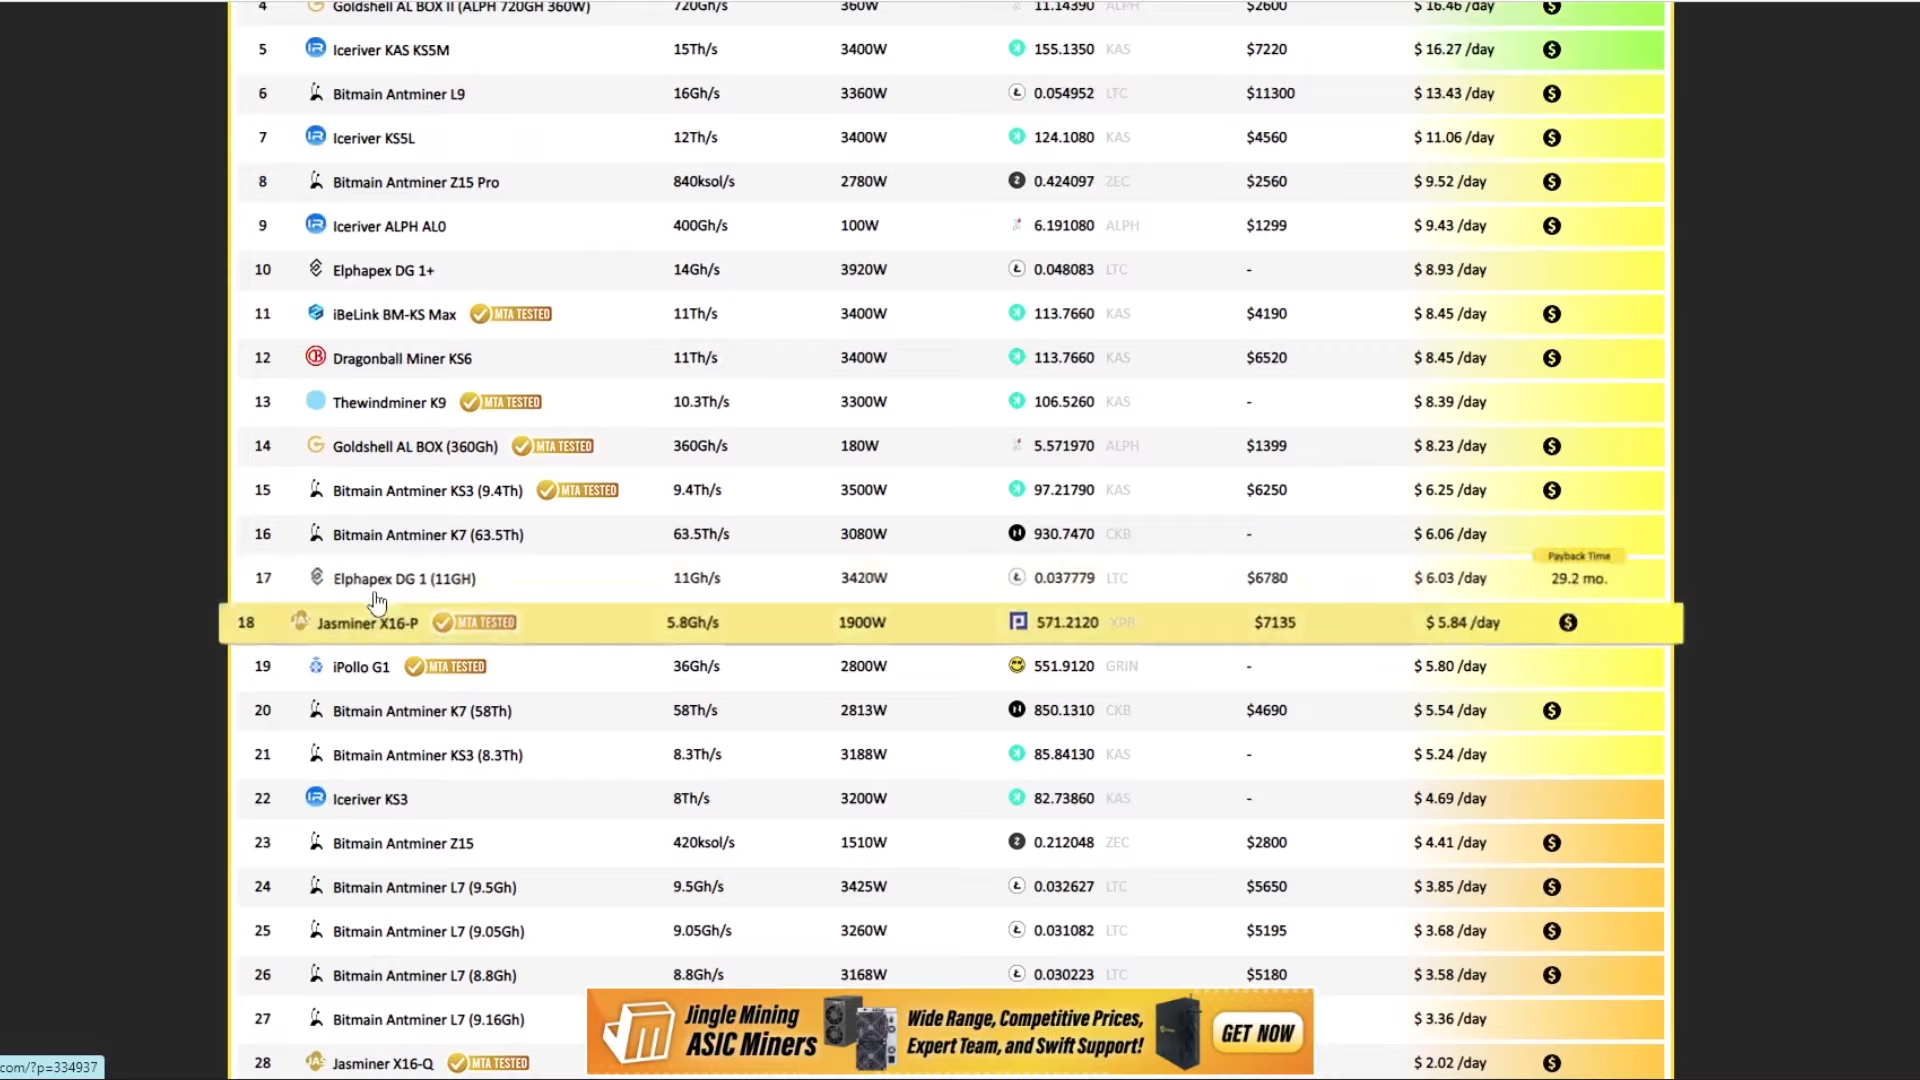 4 Goldshell AL BOX II (ALPH 720GH 360W) 720Gh/s 360W 11.14390 ALPH $2600 $ 16.46 /day
5 Iceriver KAS KS5M 15Th/s 3400W 155.1350 KAS $7220 $ 16.27 /day
6 Bitmain Antminer L9 16Gh/s 3360W 0.054952 LTC $11300 $ 13.43 /day
7 Iceriver KS5L 12Th/s 3400W 124.1080 KAS $4560 $ 11.06 /day
8 Bitmain Antminer Z15 Pro 840ksol/s 2780W 0.424097 ZEC $2560 $ 9.52 /day
9 Iceriver ALPH AL0 400Gh/s 100W 6.191080 ALPH $1299 $ 9.43 /day
10 Elphapex DG 1+ 14Gh/s 3920W 0.048083 LTC - $ 8.93 /day
11 iBeLink BM-KS Max MTA TESTED 11Th/s 3400W 113.7660 KAS $4190 $ 8.45 /day
12 Dragonball Miner KS6 11Th/s 3400W 113.7660 KAS $6520 $ 8.45 /day
13 Thewindminer K9 MTA TESTED 10.3Th/s 3300W 106.5260 KAS - $ 8.39 /day
14 Goldshell AL BOX (360Gh) MTA TESTED 360Gh/s 180W 5.571970 ALPH $1399 $ 8.23 /day
15 Bitmain Antminer KS3 (9.4Th) MTA TESTED 9.4Th/s 3500W 97.21790 KAS $6250 $ 6.25 /day
16 Bitmain Antminer K7 (63.5Th) 63.5Th/s 3080W 930.7470 CKB - $ 6.06 /day
Payback Time
17 Elphapex DG 1 (11GH) 11Gh/s 3420W 0.037779 LTC $6780 $ 6.03 /day 29.2 mo.
18 Jasminer X16-P MTA TESTED 5.8Gh/s 1900W 571.2120 XPB $7135 $ 5.84 /day
19 iPollo G1 MTA TESTED 36Gh/s 2800W 551.9120 GRIN - $ 5.80 /day
20 Bitmain Antminer K7 (58Th) 58Th/s 2813W 850.1310 CKB $4690 $ 5.54 /day
21 Bitmain Antminer KS3 (8.3Th) 8.3Th/s 3188W 85.84130 KAS - $ 5.24 /day
22 Iceriver KS3 8Th/s 3200W 82.73860 KAS - $ 4.69 /day
23 Bitmain Antminer Z15 420ksol/s 1510W 0.212048 ZEC $2800 $ 4.41 /day
24 Bitmain Antminer L7 (9.5Gh) 9.5Gh/s 3425W 0.032627 LTC $5650 $ 3.85 /day
25 Bitmain Antminer L7 (9.05Gh) 9.05Gh/s 3260W 0.031082 LTC $5195 $ 3.68 /day
26 Bitmain Antminer L7 (8.8Gh) 8.8Gh/s 3168W 0.030223 LTC $5180 $ 3.58 /day
27 Bitmain Antminer L7 (9.16Gh) $ 3.36 /day
28 Jasminer X16-Q MTA TESTED $ 2.02 /day
Jingle Mining
ASIC Miners
Wide Range, Competitive Prices,
Expert Team, and Swift Support!
GET NOW
com/?p=334937